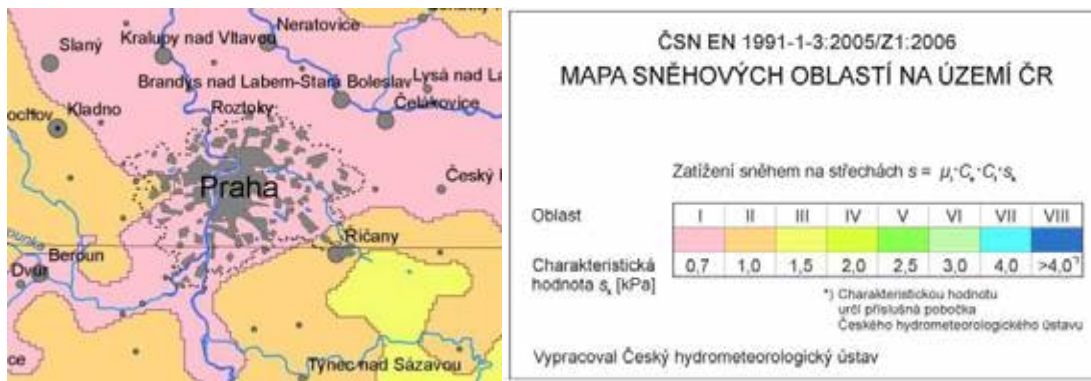 Neratovice
Slaný
Kralupy nad Vltavou
Brandýs nad Labem-Stará Boleslav
Lysá nad La
Roztoky
Čelákovice
ochov
Kladno
Praha
Český
Říčany
Beroun
Dvůr
ce
Týnec nad Sázavou
ČSN EN 1991-1-3:2005/Z1:2006
MAPA SNĚHOVÝCH OBLASTÍ NA ÚZEMÍ ČR
Zatížení sněhem na střechách s = μᵢ·Cₑ·Cₜ·sₖ
Oblast I II III IV V VI VII VIII
Charakteristická hodnota sₖ [kPa] 0,7 1,0 1,5 2,0 2,5 3,0 4,0 >4,0*)
*) Charakteristickou hodnotu
určí příslušná pobočka
Českého hydrometeorologického ústavu
Vypracoval Český hydrometeorologický ústav